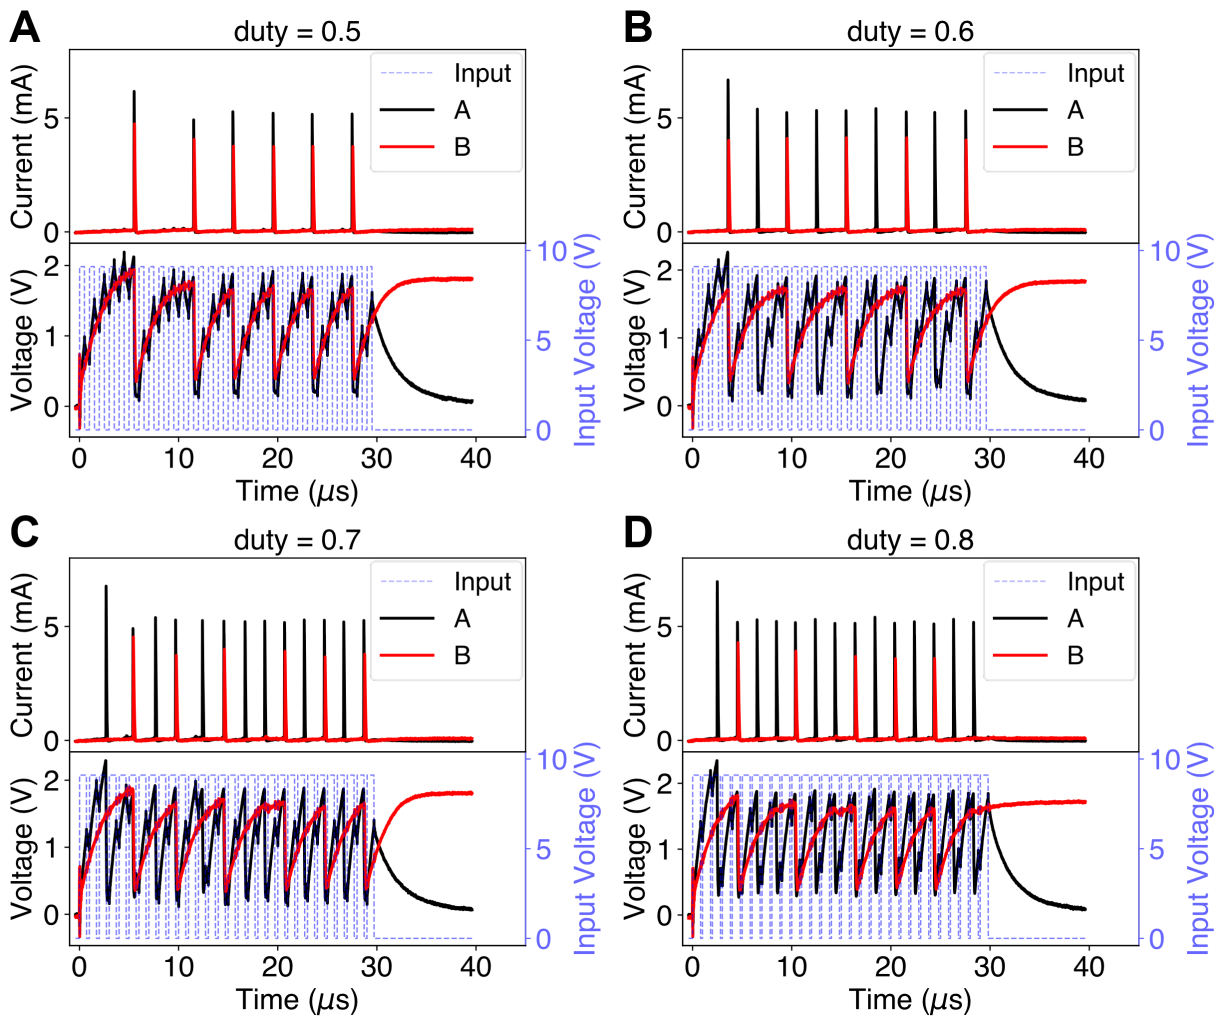 A
duty = 0.5
Current (mA)
5
0
Input
A
B
Voltage (V)
2
1
0
10
5
0
Input Voltage (V)
0 10 20 30 40
Time (μs)
B
duty = 0.6
Current (mA)
5
0
Input
A
B
Voltage (V)
2
1
0
10
5
0
Input Voltage (V)
0 10 20 30 40
Time (μs)
C
duty = 0.7
Current (mA)
5
0
Input
A
B
Voltage (V)
2
1
0
10
5
0
Input Voltage (V)
0 10 20 30 40
Time (μs)
D
duty = 0.8
Current (mA)
5
0
Input
A
B
Voltage (V)
2
1
0
10
5
0
Input Voltage (V)
0 10 20 30 40
Time (μs)